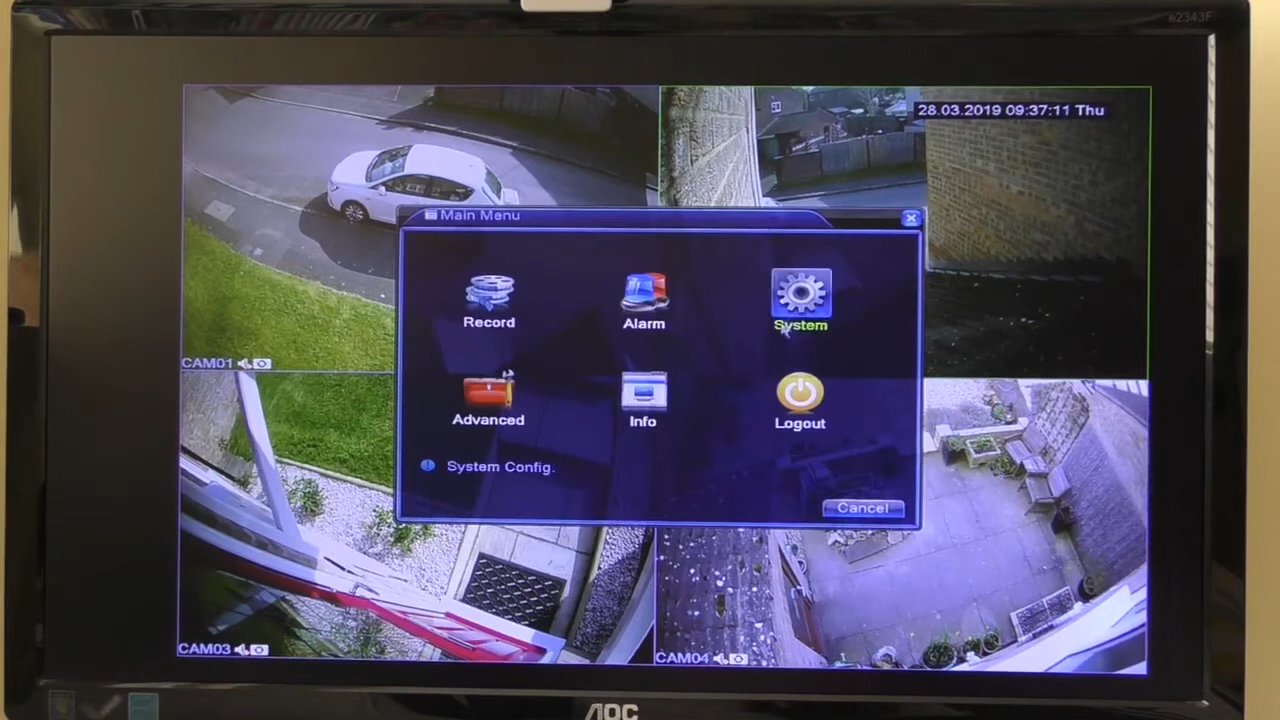 e2343F
28.03.2019 09:37:11 Thu
Main Menu
Record
Alarm
System
CAM01
Advanced
Info
Logout
System Config.
Cancel
CAM03
CAM04
AOC